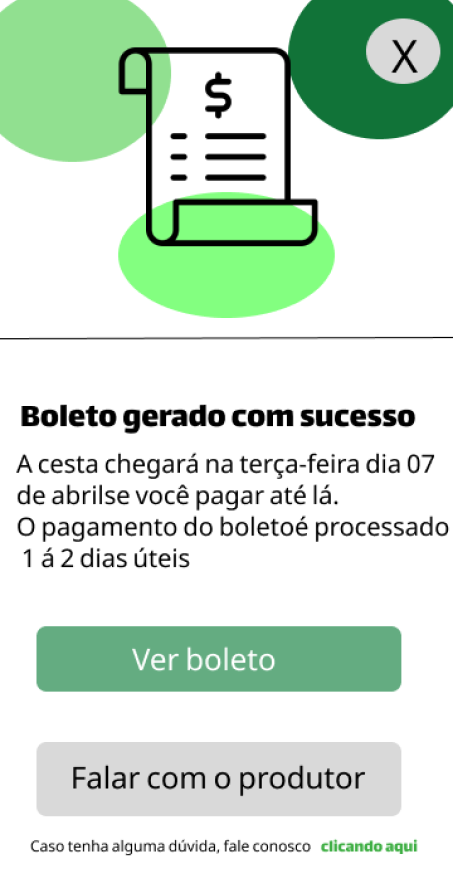 X
$
Boleto gerado com sucesso
A cesta chegará na terça-feira dia 07
de abrilse você pagar até lá.
O pagamento do boletoé processado
1 á 2 dias úteis
Ver boleto
Falar com o produtor
Caso tenha alguma dúvida, fale conosco clicando aqui